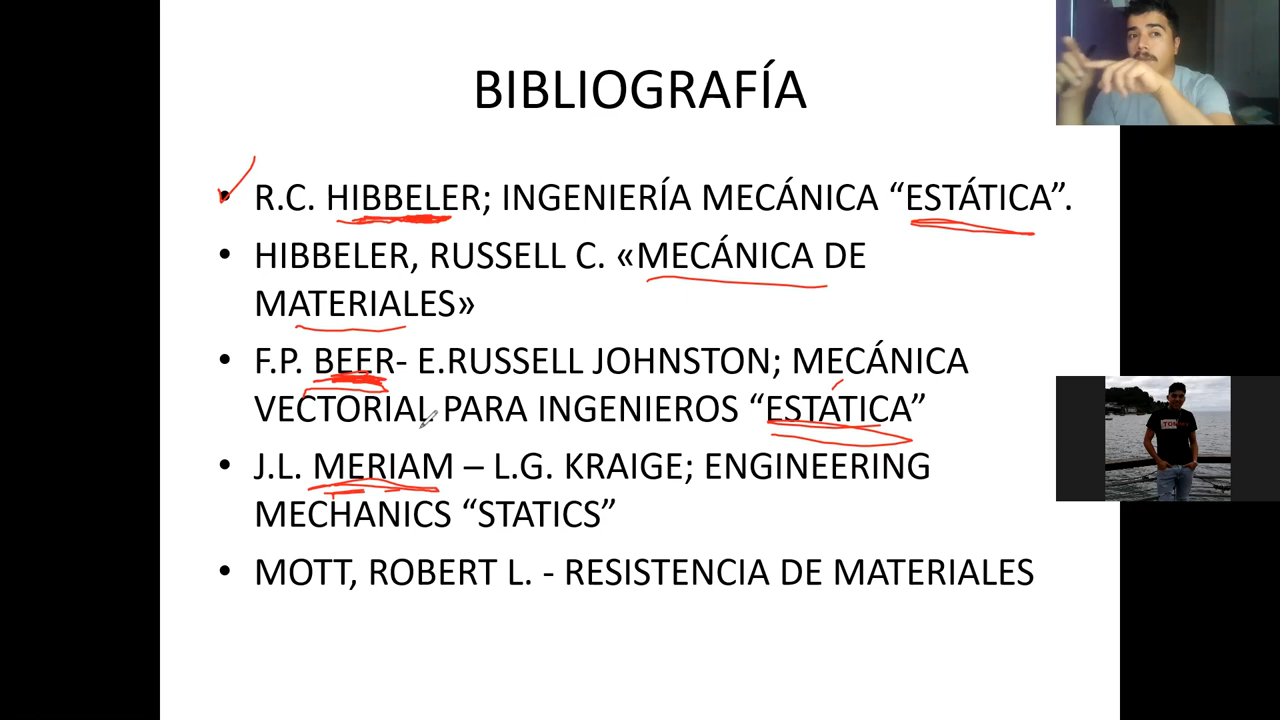 BIBLIOGRAFÍA
• R.C. HIBBELER; INGENIERÍA MECÁNICA “ESTÁTICA”.
• HIBBELER, RUSSELL C. «MECÁNICA DE
MATERIALES»
• F.P. BEER- E.RUSSELL JOHNSTON; MECÁNICA
VECTORIAL PARA INGENIEROS “ESTÁTICA”
• J.L. MERIAM – L.G. KRAIGE; ENGINEERING
MECHANICS “STATICS”
• MOTT, ROBERT L. - RESISTENCIA DE MATERIALES